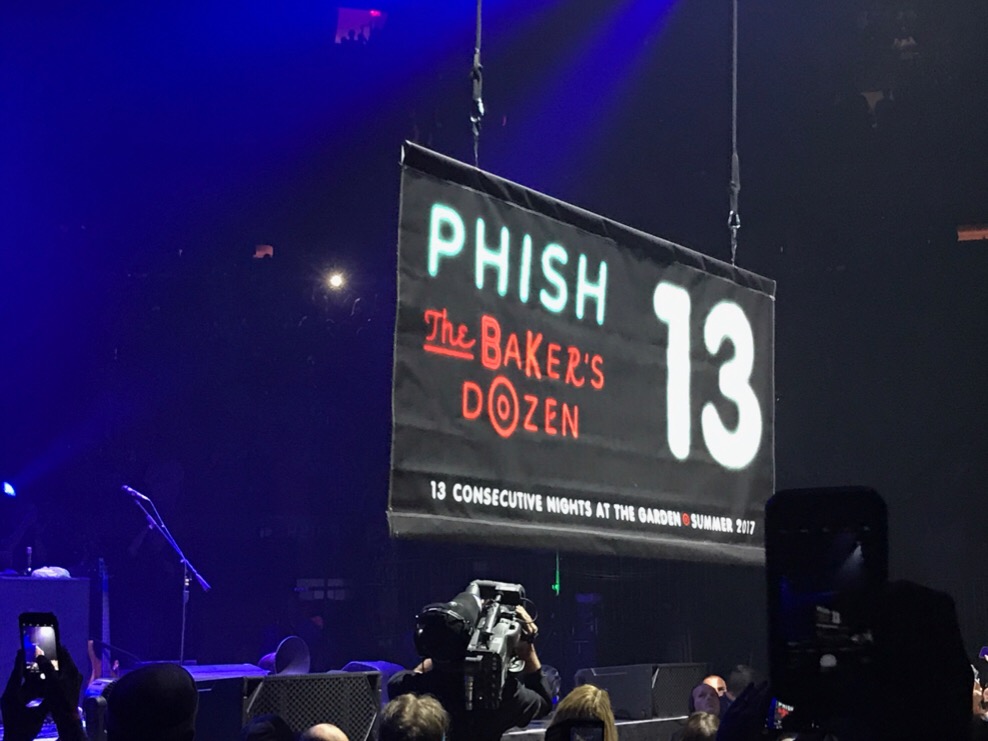 PHISH
The BAKER'S
DOZEN
13
13 CONSECUTIVE NIGHTS AT THE GARDEN SUMMER 2017